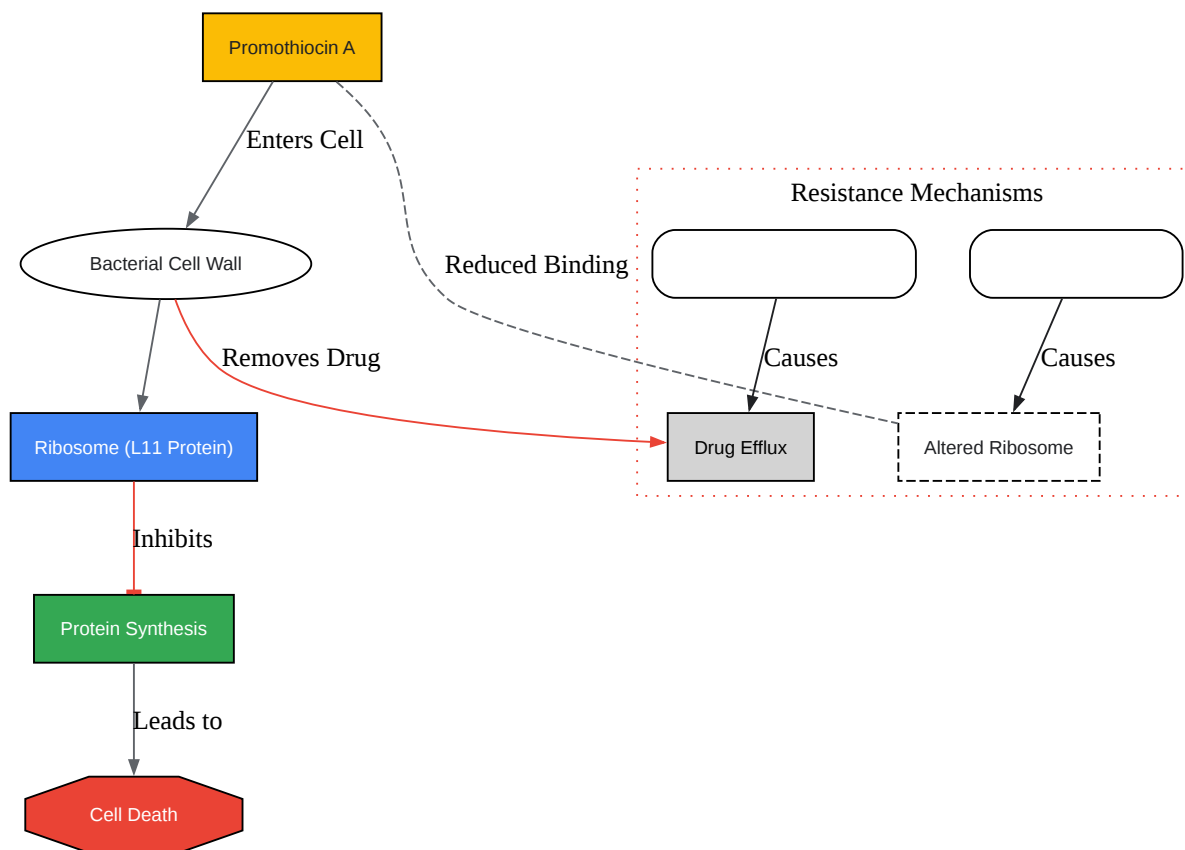 Promothiocin A
Enters Cell
Resistance Mechanisms
Bacterial Cell Wall
Reduced Binding
Removes Drug
Causes
Causes
Ribosome (L11 Protein)
Drug Efflux
Altered Ribosome
Inhibits
Protein Synthesis
Leads to
Cell Death